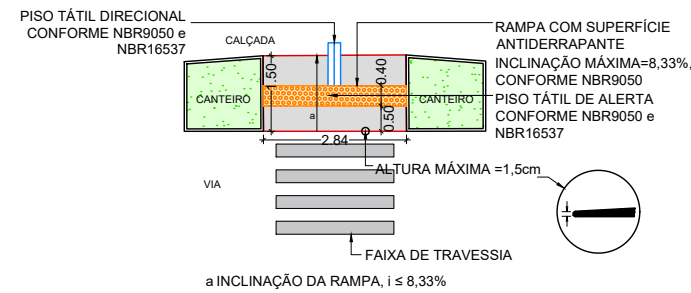 PISO TÁTIL DIRECIONAL
CONFORME NBR9050 e
NBR16537
CALÇADA
RAMPA COM SUPERFÍCIE
ANTIDERRAPANTE
INCLINAÇÃO MÁXIMA=8,33%,
CONFORME NBR9050
PISO TÁTIL DE ALERTA
CONFORME NBR9050 e
NBR16537
1.50
0.40
CANTEIRO
CANTEIRO
a
0.50
2.84
ALTURA MÁXIMA =1,5cm
VIA
FAIXA DE TRAVESSIA
a INCLINAÇÃO DA RAMPA, i ≤ 8,33%